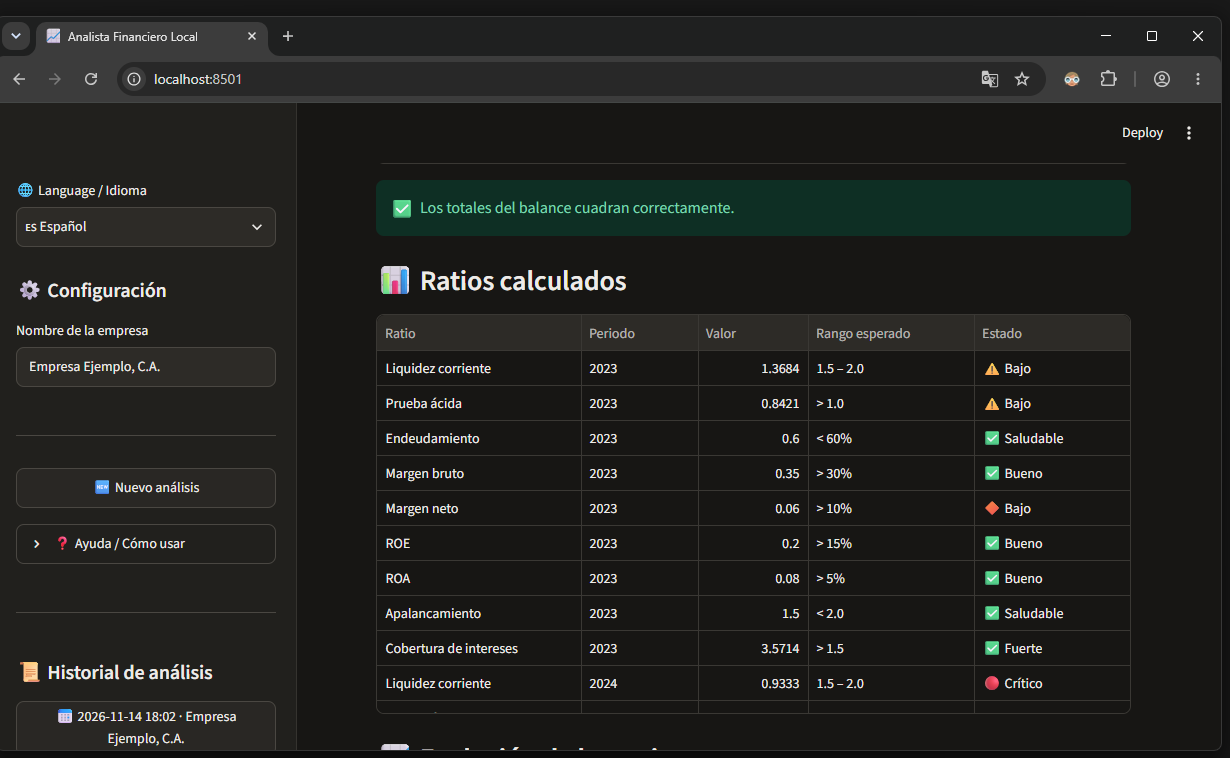 Analista Financiero Local
localhost:8501
Deploy
🌐 Language / Idioma
ES Español
⚙️ Configuración
Nombre de la empresa
Empresa Ejemplo, C.A.
🆕 Nuevo análisis
❓ Ayuda / Cómo usar
📜 Historial de análisis
📅 2026-11-14 18:02 · Empresa
Ejemplo, C.A.
✅ Los totales del balance cuadran correctamente.
📊 Ratios calculados
Ratio Periodo Valor Rango esperado Estado
Liquidez corriente 2023 1.3684 1.5 – 2.0 ⚠️ Bajo
Prueba ácida 2023 0.8421 > 1.0 ⚠️ Bajo
Endeudamiento 2023 0.6 < 60% ✅ Saludable
Margen bruto 2023 0.35 > 30% ✅ Bueno
Margen neto 2023 0.06 > 10% 🔶 Bajo
ROE 2023 0.2 > 15% ✅ Bueno
ROA 2023 0.08 > 5% ✅ Bueno
Apalancamiento 2023 1.5 < 2.0 ✅ Saludable
Cobertura de intereses 2023 3.5714 > 1.5 ✅ Fuerte
Liquidez corriente 2024 0.9333 1.5 – 2.0 🔴 Crítico